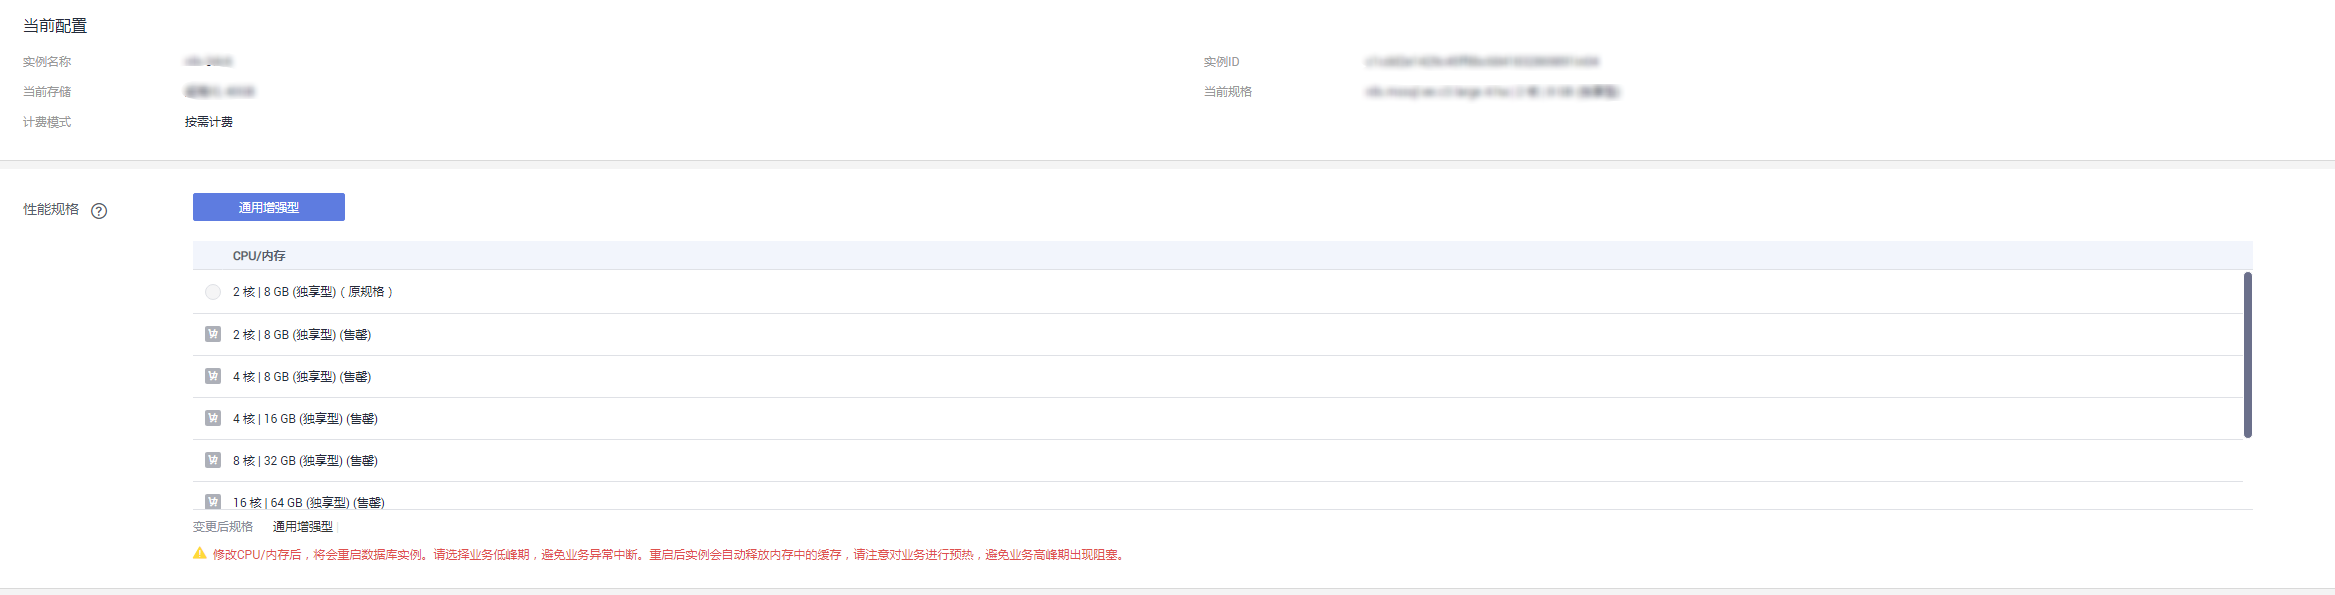 当前配置
实例名称
实例ID
当前存储
当前规格
计费模式 按需计费
性能规格 ? 通用增强型
CPU/内存
2 核 | 8 GB (独享型) ( 原规格 )
2 核 | 8 GB (独享型) (售罄)
4 核 | 8 GB (独享型) (售罄)
4 核 | 16 GB (独享型) (售罄)
8 核 | 32 GB (独享型) (售罄)
16 核 | 64 GB (独享型) (售罄)
变更后规格 通用增强型
修改CPU/内存后，将会重启数据库实例。请选择业务低峰期，避免业务异常中断。重启后实例会自动释放内存中的缓存，请注意对业务进行预热，避免业务高峰期出现阻塞。